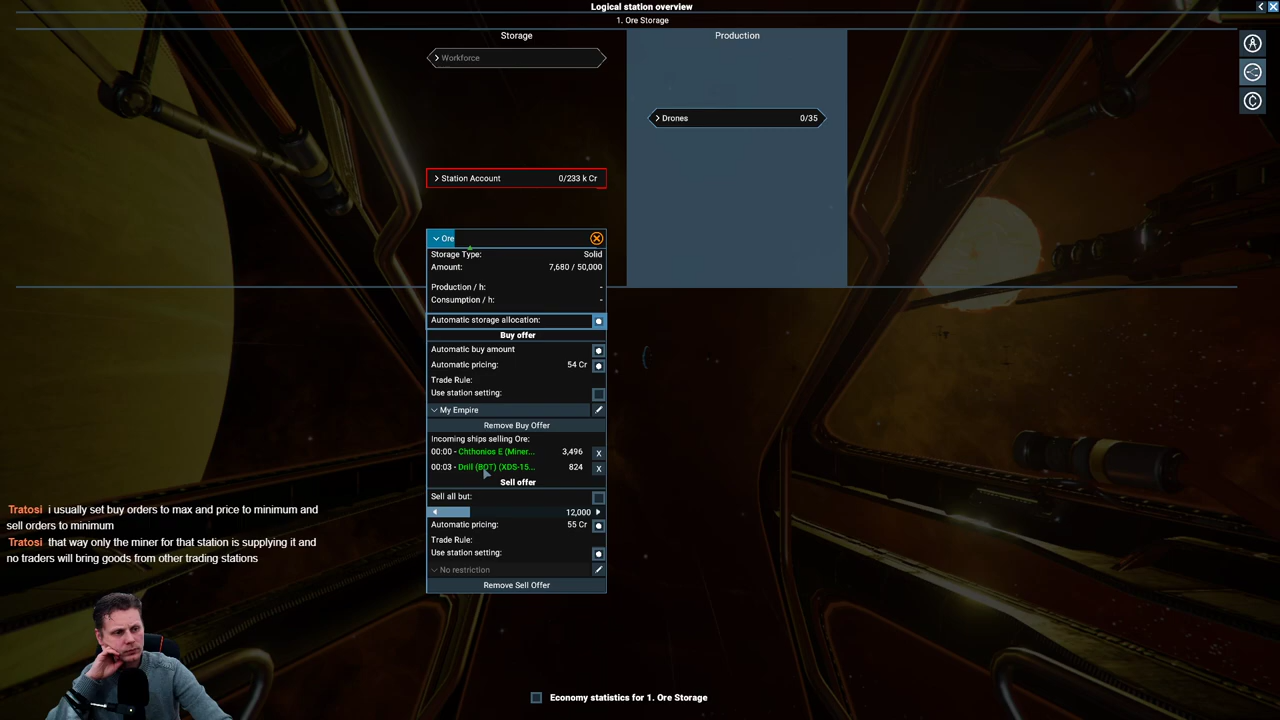 Logical station overview
1. Ore Storage
Storage
Production
Workforce
Drones 0/35
Station Account 0/233 k Cr
Ore
Storage Type: Solid
Amount: 7,680 / 50,000
Production / h: -
Consumption / h: -
Automatic storage allocation:
Buy offer
Automatic buy amount
Automatic pricing: 54 Cr
Trade Rule:
Use station setting:
My Empire
Remove Buy Offer
Incoming ships selling Ore:
00:00 - Chthonios E (Miner... 3,496 X
00:03 - Drill (BDT) (XDS-15... 824 X
Sell offer
Sell all but:
12,000
Automatic pricing: 55 Cr
Trade Rule:
Use station setting:
No restriction
Remove Sell Offer
Tratosi i usually set buy orders to max and price to minimum and
sell orders to minimum
Tratosi that way only the miner for that station is supplying it and
no traders will bring goods from other trading stations
Economy statistics for 1. Ore Storage